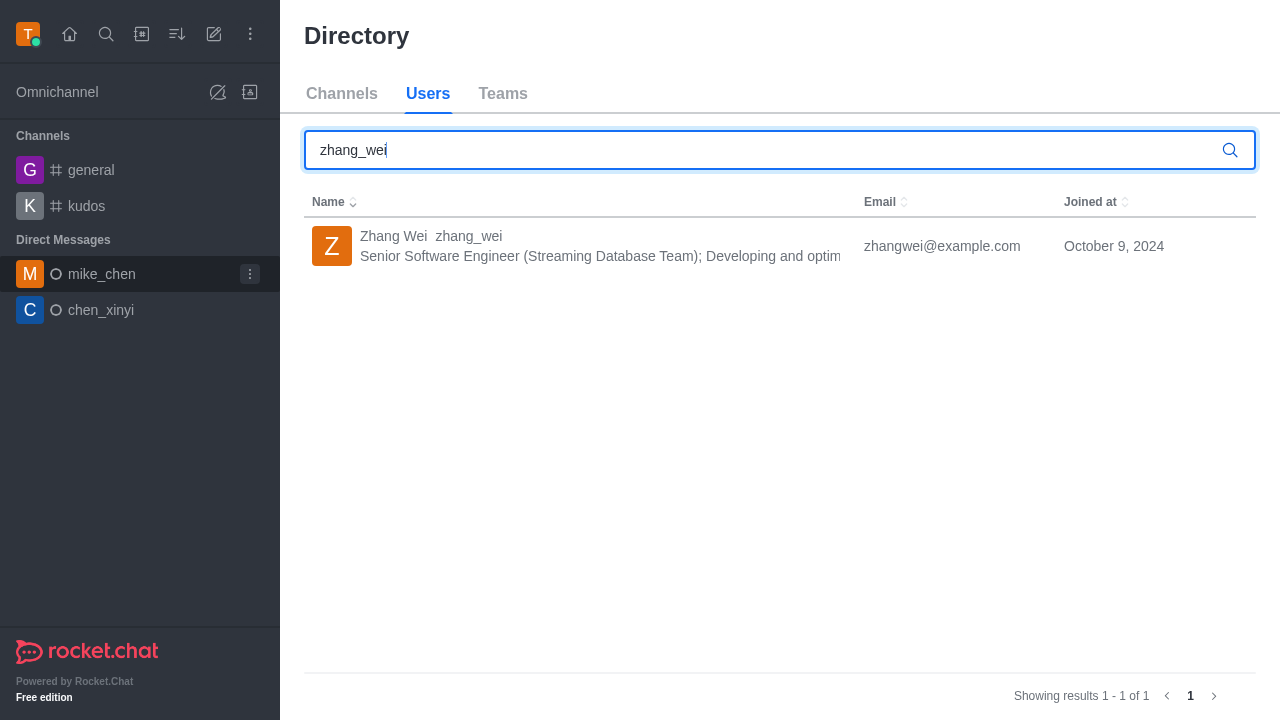 T
Directory
Omnichannel
Channels Users Teams
Channels
G general
K kudos
Direct Messages
M mike_chen
C chen_xinyi
zhang_wei
Name Email Joined at
Z
Zhang Wei zhang_wei
Senior Software Engineer (Streaming Database Team); Developing and optim
zhangwei@example.com
October 9, 2024
rocket.chat
Powered by Rocket.Chat
Free edition
Showing results 1 - 1 of 1
1